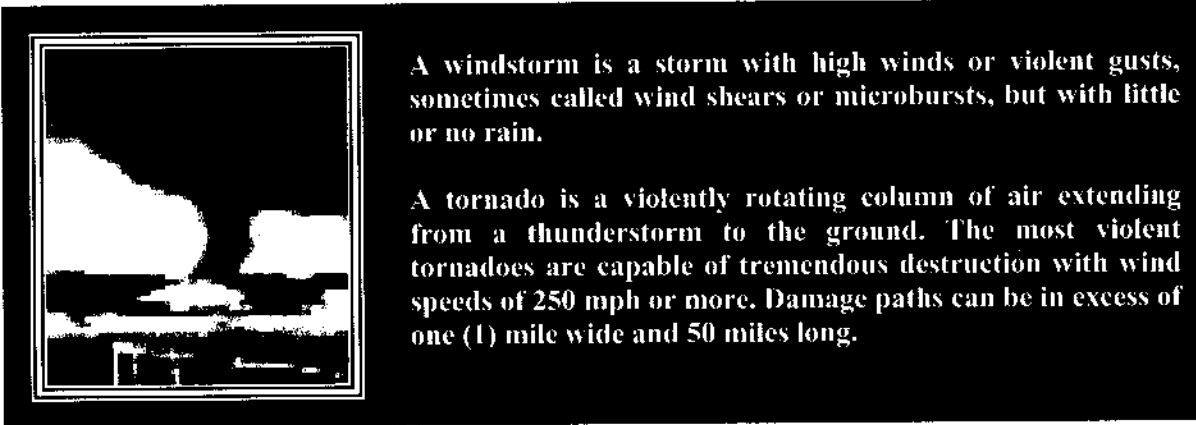 A windstorm is a storm with high winds or violent gusts,
sometimes called wind shears or microbursts, but with little
or no rain.
A tornado is a violently rotating column of air extending
from a thunderstorm to the ground. The most violent
tornadoes are capable of tremendous destruction with wind
speeds of 250 mph or more. Damage paths can be in excess of
one (1) mile wide and 50 miles long.